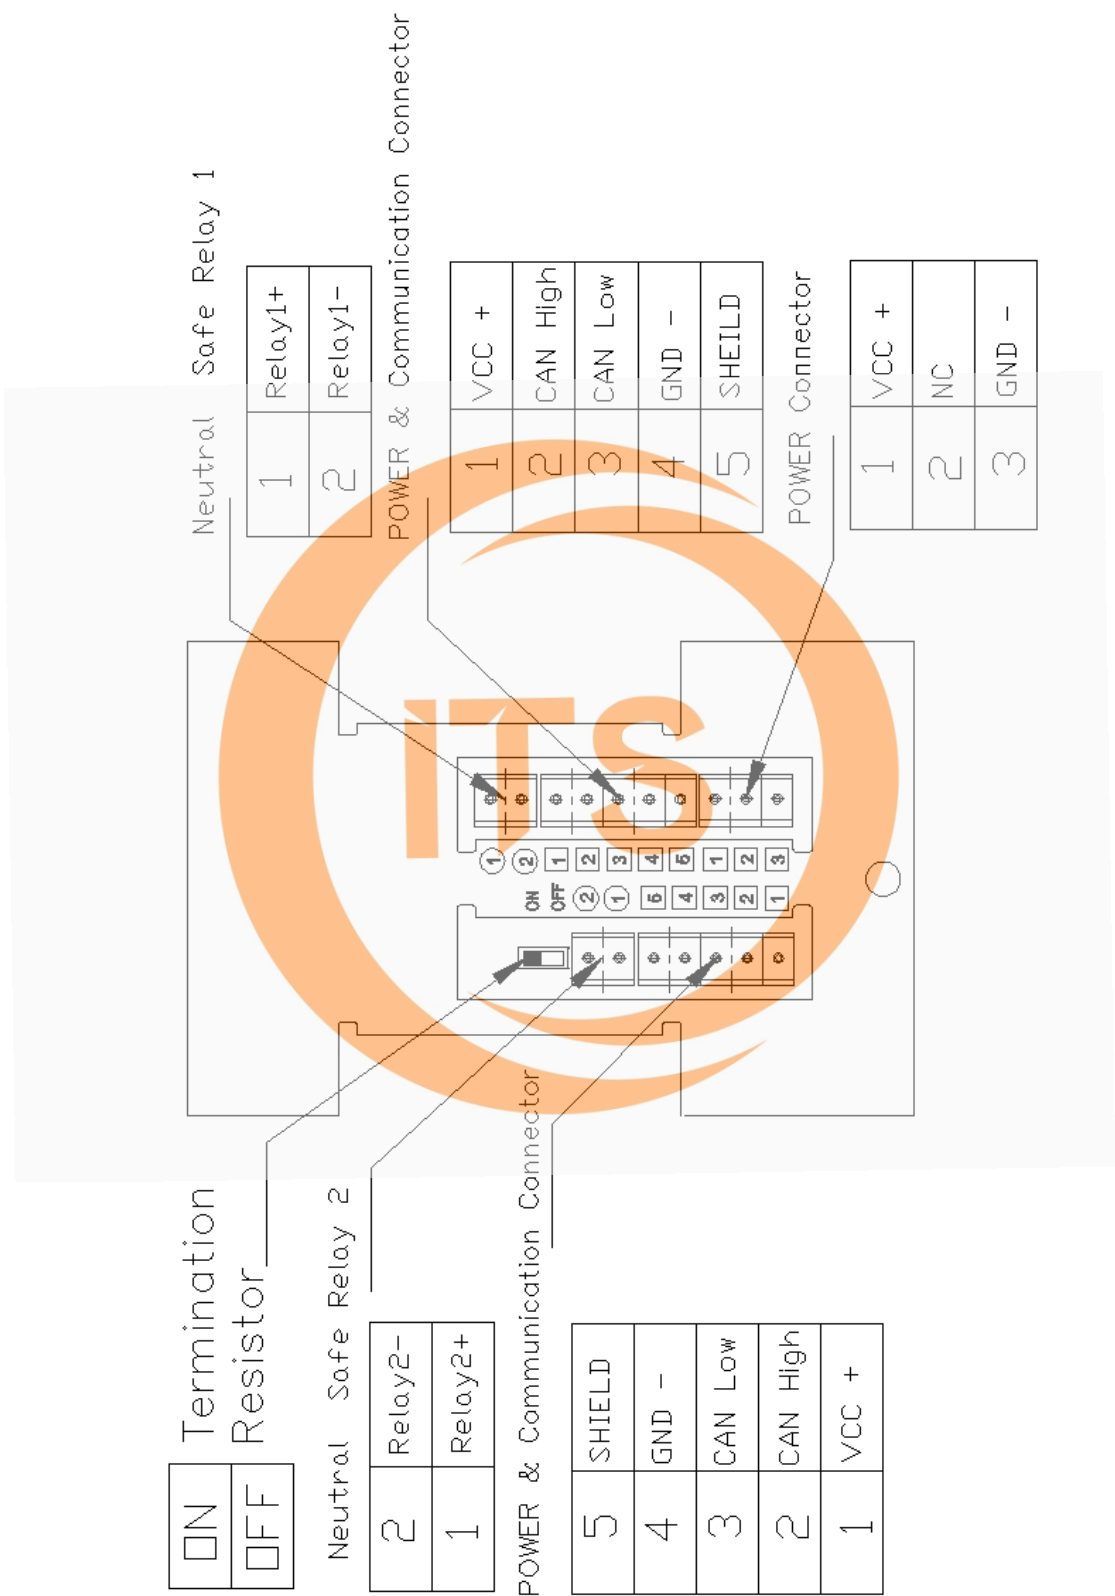 Termination
Resistor
ON
OFF
Neutral Safe Relay 2
2 Relay2-
1 Relay2+
POWER & Communication Connector
5 SHIELD
4 GND -
3 CAN Low
2 CAN High
1 VCC +
ON
OFF
2
1
5
4
3
2
1
1
2
1
2
3
4
5
1
2
3
ITS
Neutral Safe Relay 1
1 Relay1+
2 Relay1-
POWER & Communication Connector
1 VCC +
2 CAN High
3 CAN Low
4 GND -
5 SHEILD
POWER Connector
1 VCC +
2 NC
3 GND -